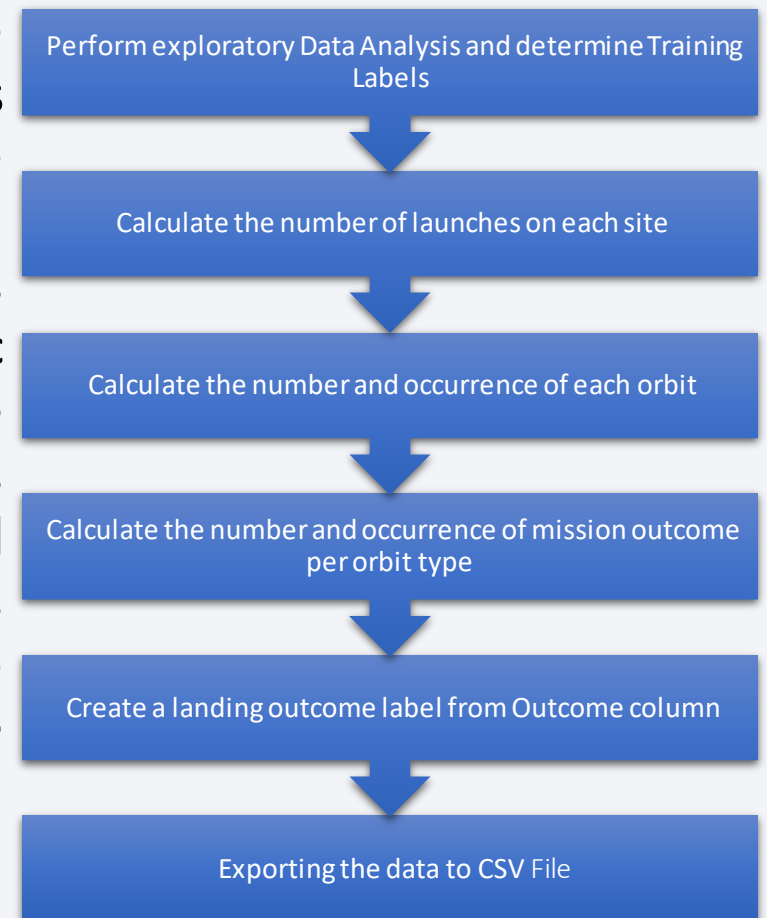 Perform exploratory Data Analysis and determine Training
Labels
Calculate the number of launches on each site
Calculate the number and occurrence of each orbit
Calculate the number and occurrence of mission outcome
per orbit type
Create a landing outcome label from Outcome column
Exporting the data to CSV File